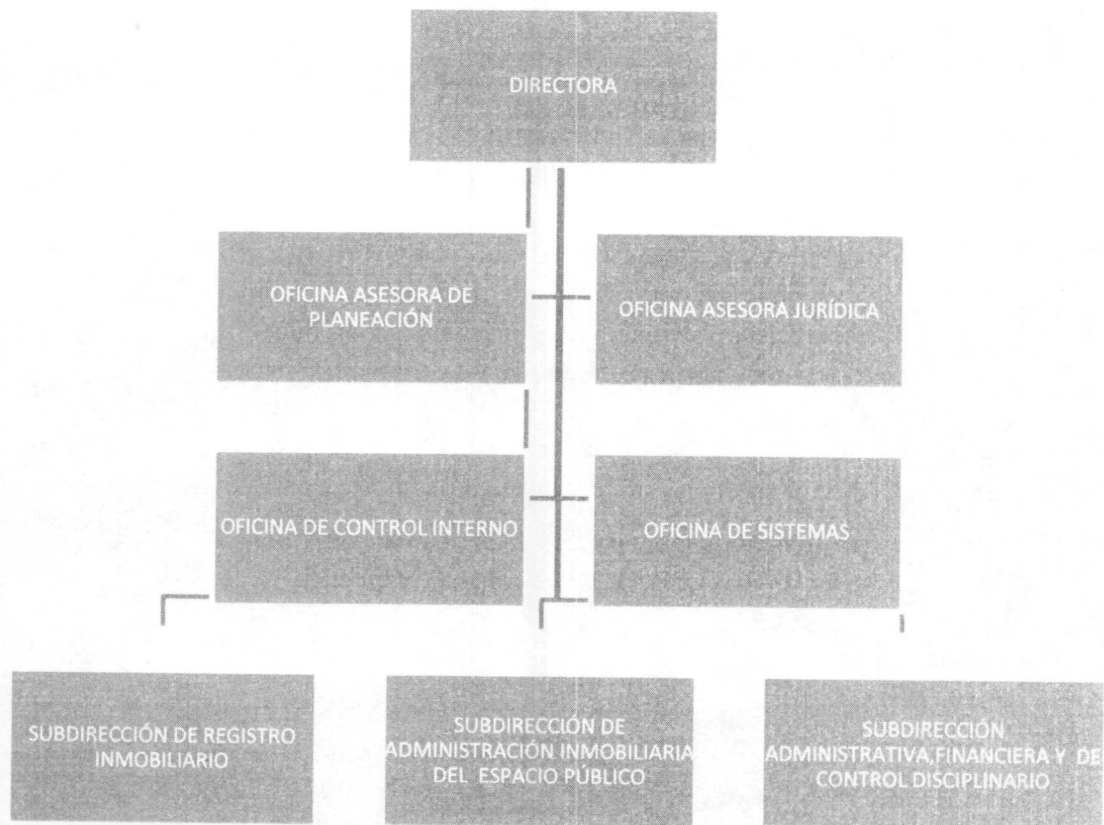 DIRECTORA
OFICINA ASESORA DE
PLANEACIÓN
OFICINA ASESORA JURÍDICA
OFICINA DE CONTROL INTERNO
OFICINA DE SISTEMAS
SUBDIRECCIÓN DE REGISTRO
INMOBILIARIO
SUBDIRECCIÓN DE
ADMINISTRACIÓN INMOBILIARIA
DEL ESPACIO PÚBLICO
SUBDIRECCIÓN
ADMINISTRATIVA,FINANCIERA Y DE
CONTROL DISCIPLINARIO